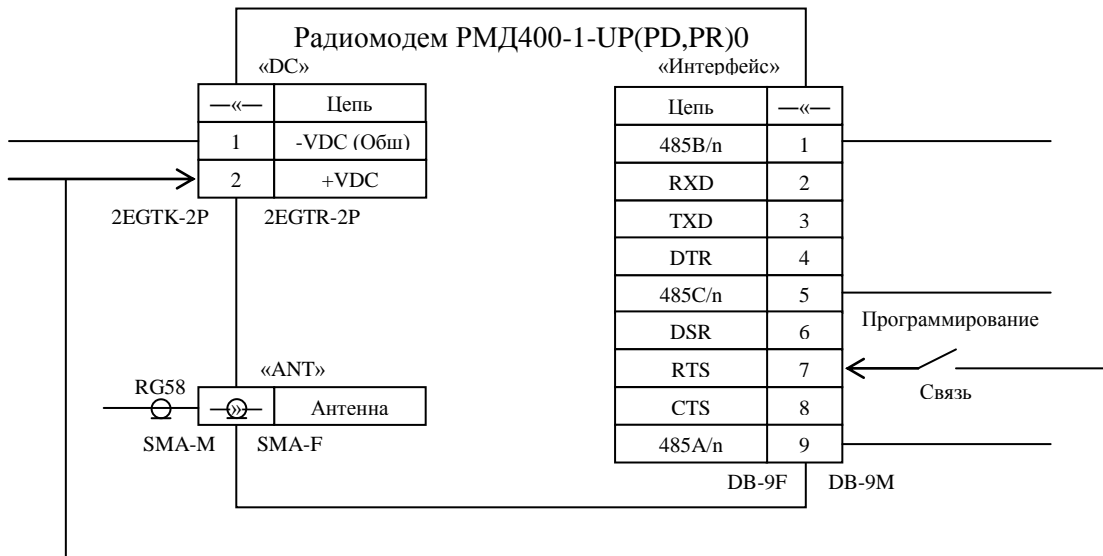 Радиомодем РМД400-1-UP(PD,PR)0
«DC»
—«— Цепь
1 -VDC (Общ)
2 +VDC
2EGTK-2P 2EGTR-2P
«ANT»
RG58
—»— Антенна
SMA-M SMA-F
«Интерфейс»
Цепь —«—
485B/n 1
RXD 2
TXD 3
DTR 4
485C/n 5
DSR 6
RTS 7
CTS 8
485A/n 9
DB-9F DB-9M
Программирование
Связь